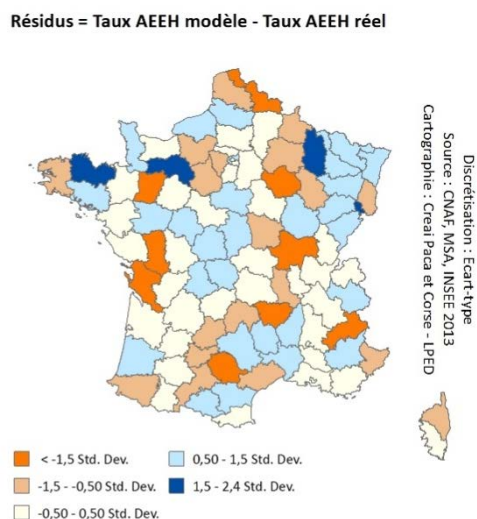 Résidus = Taux AEEH modèle - Taux AEEH réel
Discrétisation : Ecart-type
Source : CNAF, MSA, INSEE 2013
Cartographie : Creai Paca et Corse - LPED
< -1,5 Std. Dev.
0,50 - 1,5 Std. Dev.
-1,5 - -0,50 Std. Dev.
1,5 - 2,4 Std. Dev.
-0,50 - 0,50 Std. Dev.